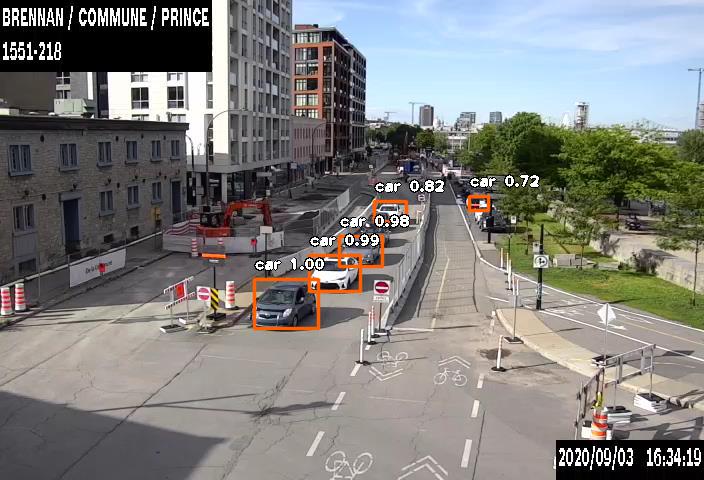 BRENNAN / COMMUNE / PRINCE
1551-218
car 0.82
car 0.72
car 0.98
car 0.99
car 1.00
P
2020/09/03 16:34:19